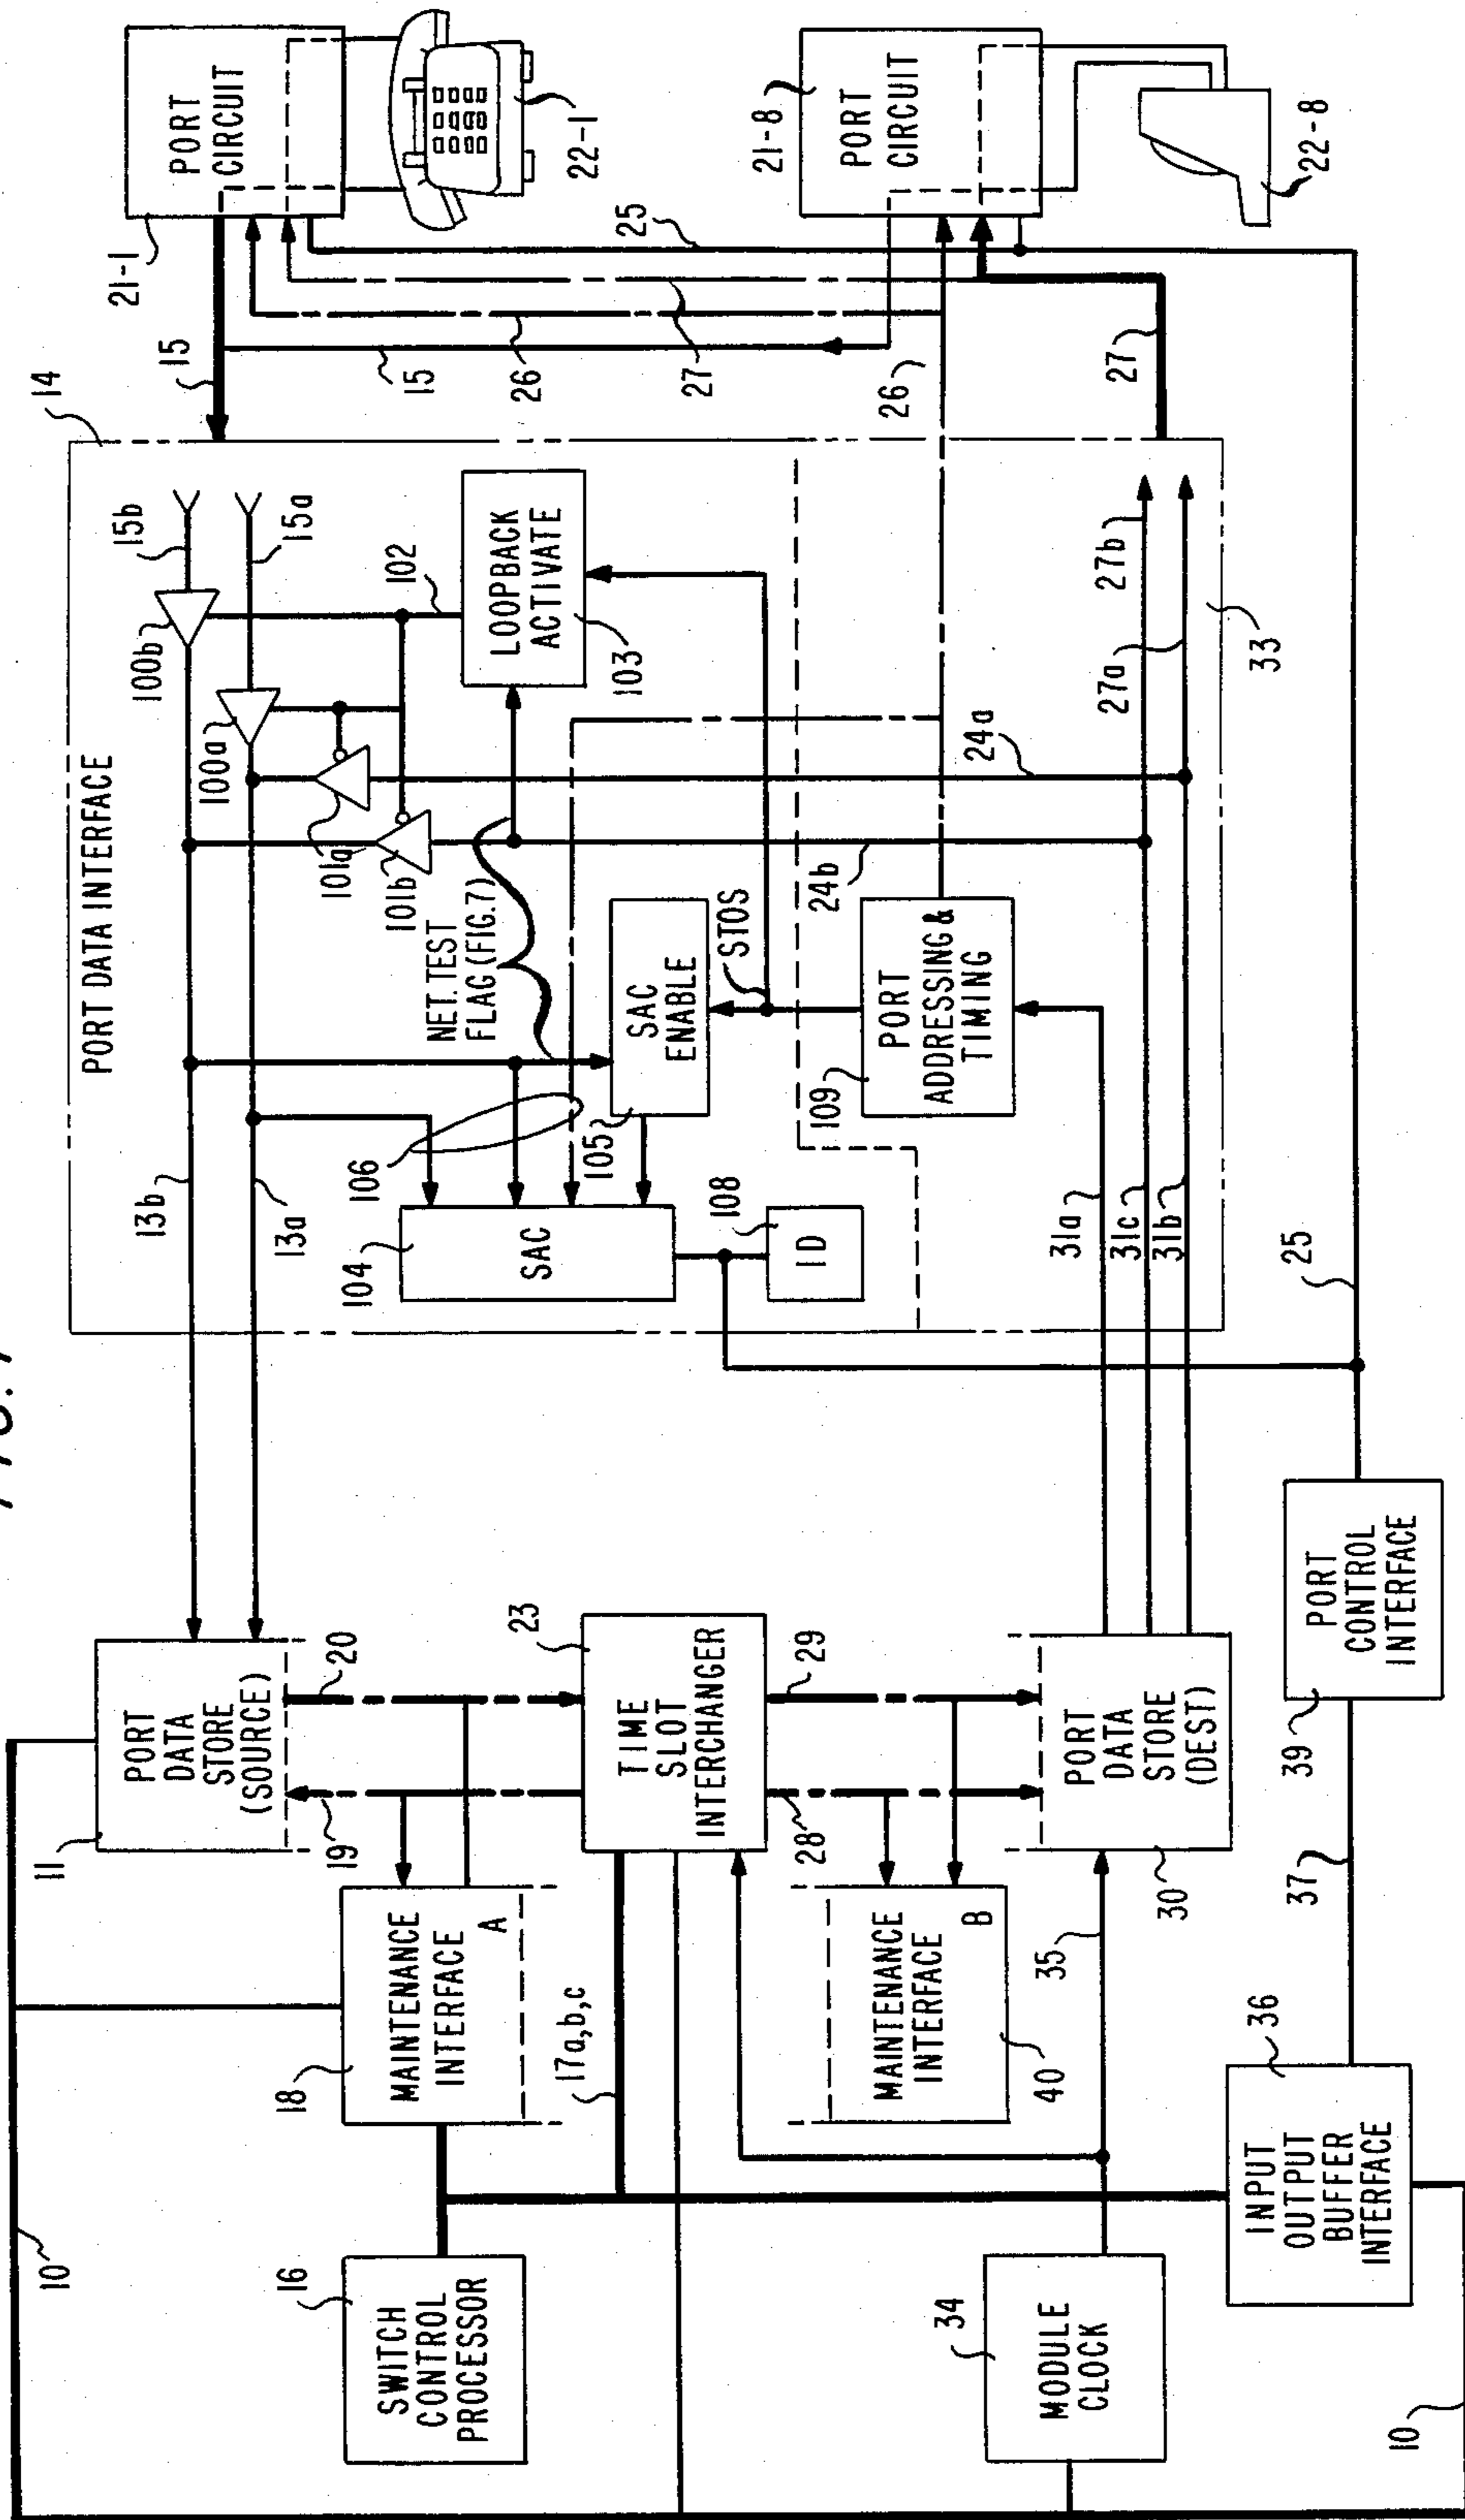 10
11
PORT
DATA
STORE
(SOURCE)
13b
13a
14
PORT DATA INTERFACE
15b
15a
100b
100a
101a
101b
102
LOOPBACK
ACTIVATE
103
NET. TEST
FLAG (FIG.7)
106
104
SAC
105
SAC
ENABLE
STOS
108
ID
109
PORT
ADDRESSING &
TIMING
24b
24a
27b
27a
33
31a
31c
31b
15
15
21-1
PORT
CIRCUIT
22-1
26
27
25
21-8
PORT
CIRCUIT
22-8
26
27
25
16
SWITCH
CONTROL
PROCESSOR
18
MAINTENANCE
INTERFACE
A
19
20
17a,b,c
23
TIME
SLOT
INTERCHANGER
28
29
MAINTENANCE
INTERFACE
B
40
34
MODULE
CLOCK
35
30
PORT
DATA
STORE
(DEST)
36
INPUT
OUTPUT
BUFFER
INTERFACE
37
39
PORT
CONTROL
INTERFACE
10